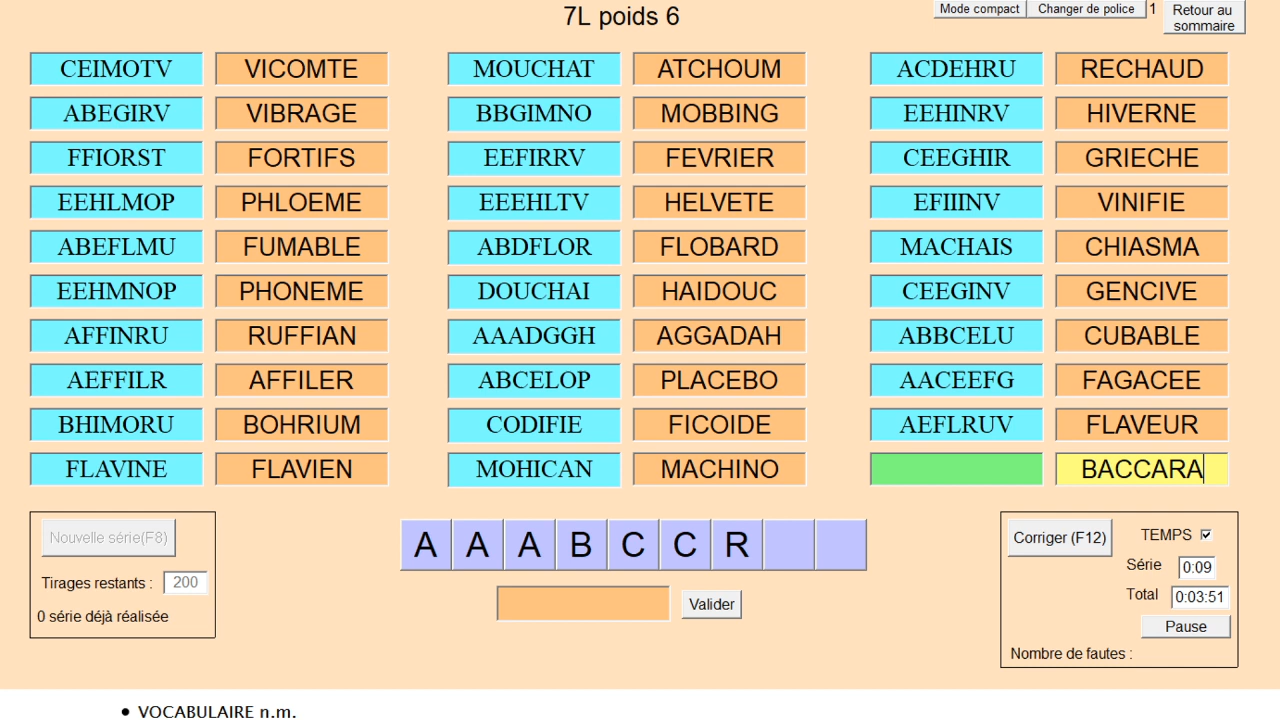 7L poids 6
Mode compact Changer de police 1 Retour au sommaire
CEIMOTV VICOMTE MOUCHAT ATCHOUM ACDEHRU RECHAUD
ABEGIRV VIBRAGE BBGIMNO MOBBING EEHINRV HIVERNE
FFIORST FORTIFS EEFIRRV FEVRIER CEEGHIR GRIECHE
EEHLMOP PHLOEME EEEHLTV HELVETE EFIIINV VINIFIE
ABEFLMU FUMABLE ABDFLOR FLOBARD MACHAIS CHIASMA
EEHMNOP PHONEME DOUCHAI HAIDOUC CEEGINV GENCIVE
AFFINRU RUFFIAN AAADGGH AGGADAH ABBCELU CUBABLE
AEFFILR AFFILER ABCELOP PLACEBO AACEEFG FAGACEE
BHIMORU BOHRIUM CODIFIE FICOIDE AEFLRUV FLAVEUR
FLAVINE FLAVIEN MOHICAN MACHINO BACCARA
Nouvelle série(F8)
Tirages restants : 200
0 série déjà réalisée
A A A B C C R
Valider
Corriger (F12) TEMPS
Série 0:09
Total 0:03:51
Pause
Nombre de fautes :
• VOCABULAIRE n.m.